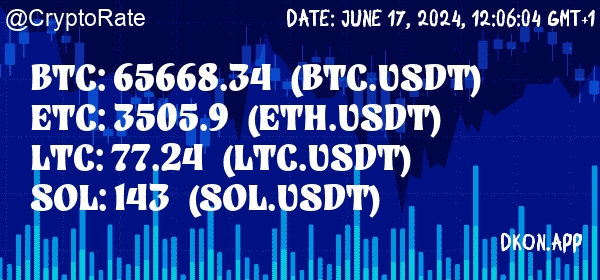 @CryptoRate
DATE: JUNE 17, 2024, 12:06:04 GMT+1
BTC: 65668.34 (BTC.USDT)
ETC: 3505.9 (ETH.USDT)
LTC: 77.24 (LTC.USDT)
SOL: 143 (SOL.USDT)
DKON.APP